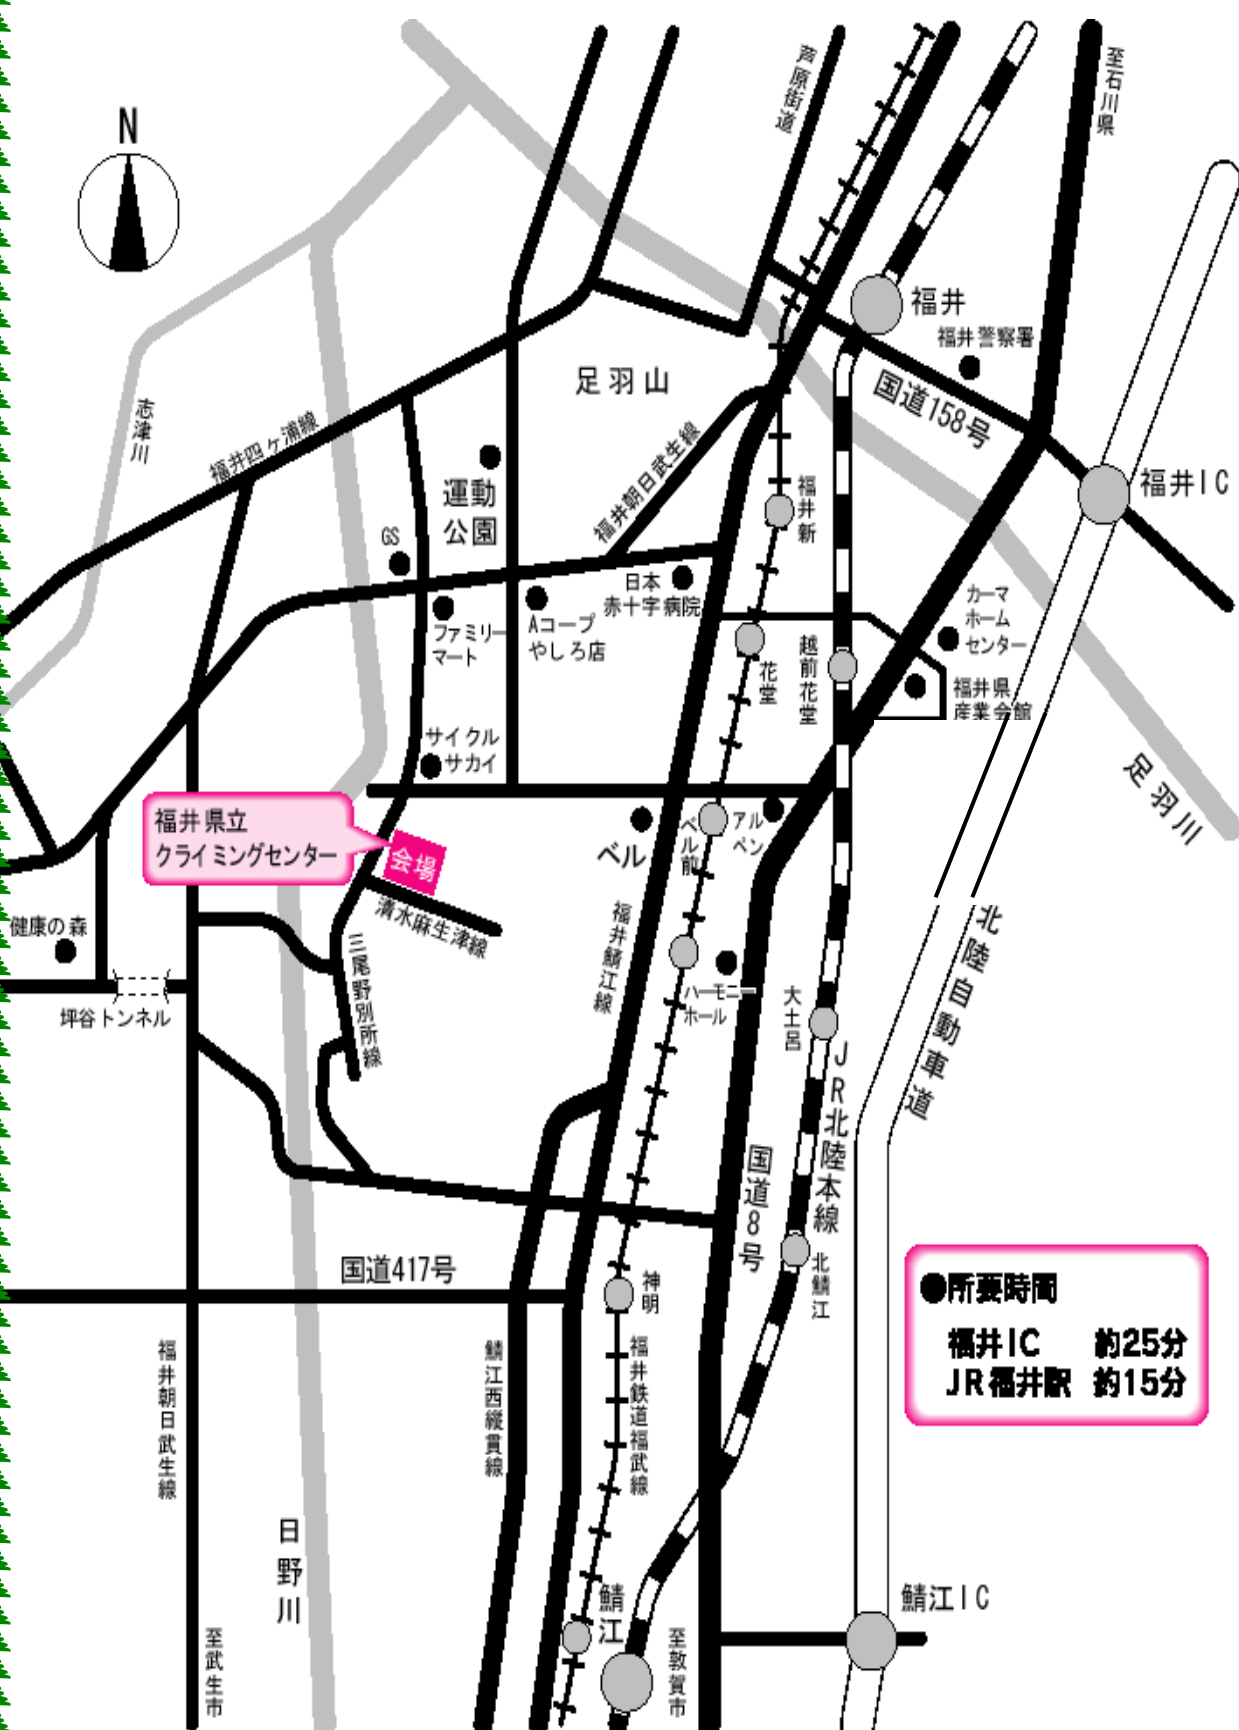 N
芦原街道
至石川県
福井
福井警察署
国道158号
足羽山
志津川
福井四ヶ浦線
福井朝日武生線
福井IC
運動
公園
GS
福井新
日本
赤十字病院
ファミリー
マート
Aコープ
やしろ店
カーマ
ホーム
センター
花堂
越前花堂
福井県
産業会館
サイクル
サカイ
足羽川
福井県立
クライミングセンター
会場
ベル
ベル前
アル
ペン
清水麻生津線
健康の森
三尾野別所線
福井鯖江線
北陸自動車道
ハーモニー
ホール
大土呂
坪谷トンネル
JR北陸本線
国道8号
国道417号
神明
北鯖江
●所要時間
福井IC 約25分
JR福井駅 約15分
福井朝日武生線
鯖江西縦貫線
福井鉄道福武線
日野川
鯖江
鯖江IC
至武生市
至敦賀市